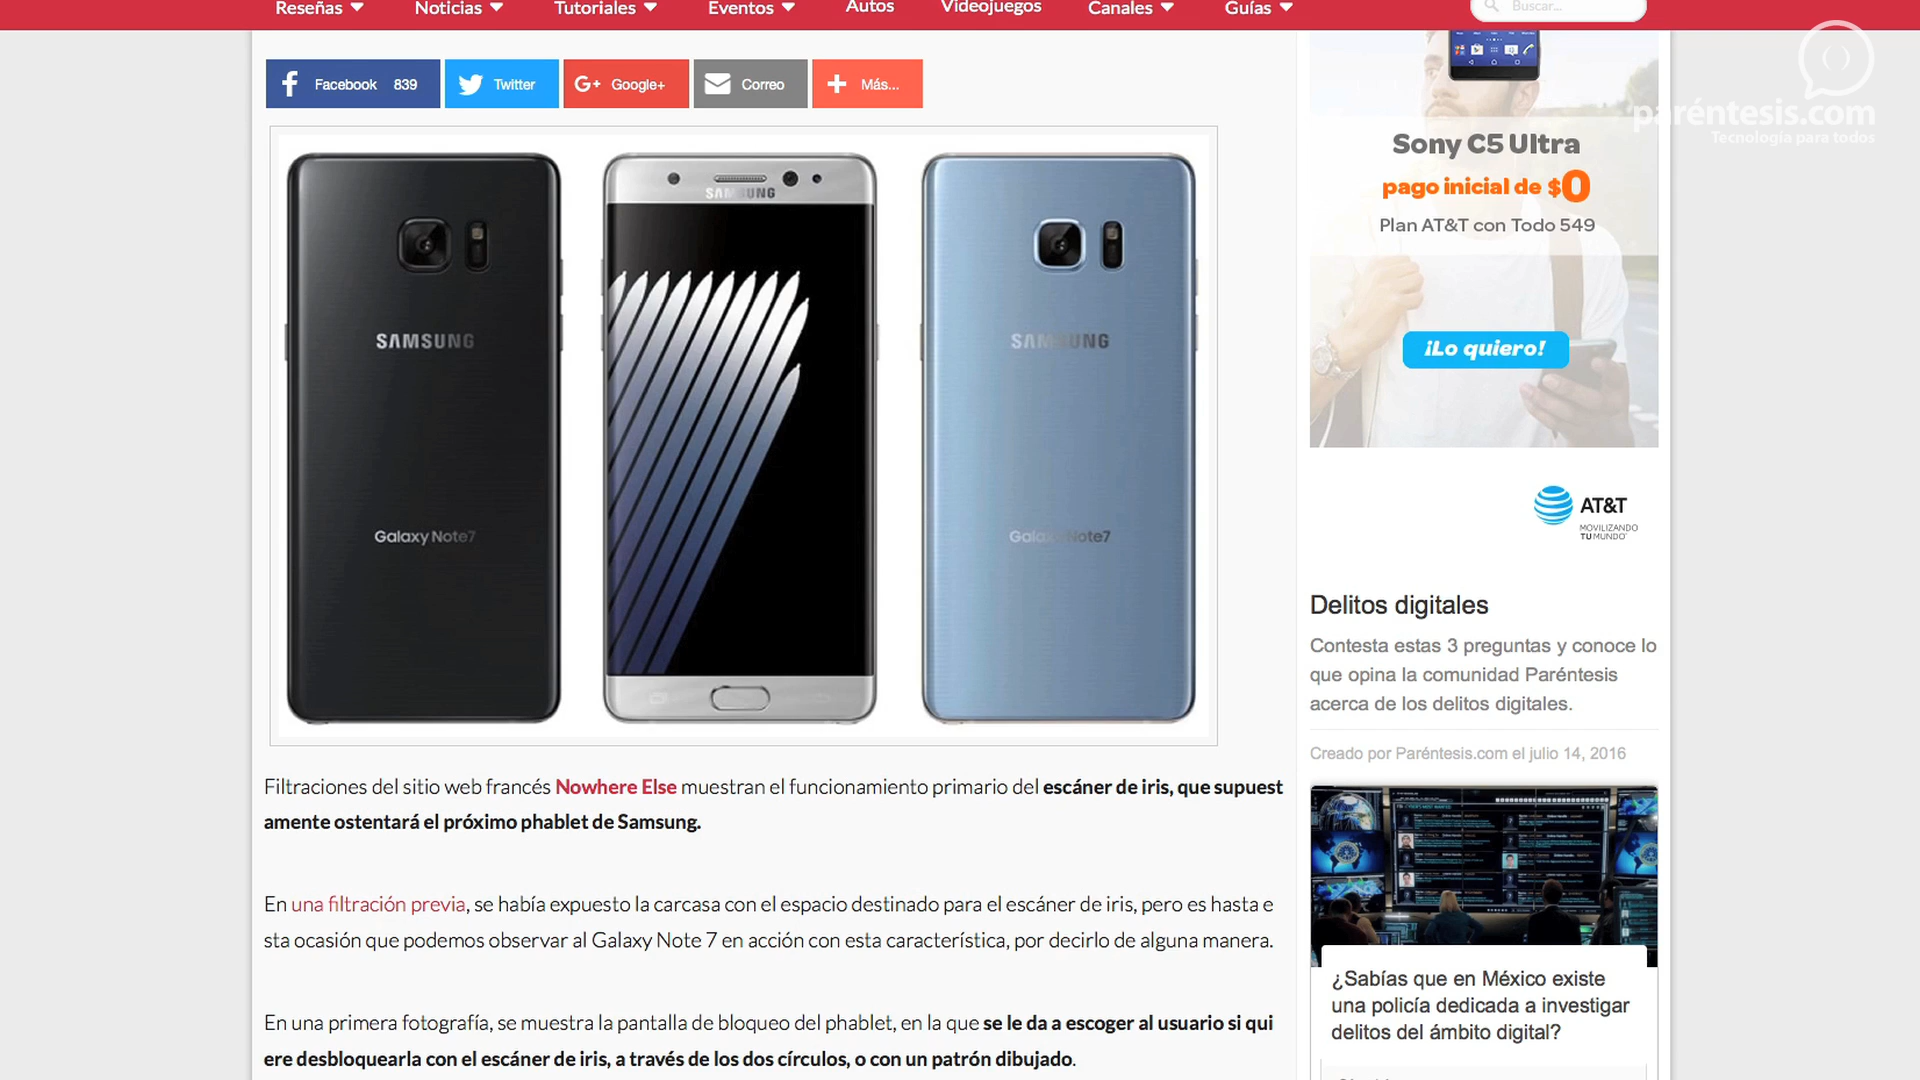 Reseñas
Noticias
Tutoriales
Eventos
Autos
Videojuegos
Canales
Guías
Buscar...
Facebook 839
Twitter
G+ Google+
Correo
Más...
SAMSUNG
Galaxy Note7
SAMSUNG
SAMSUNG
Galaxy Note7
Filtraciones del sitio web francés Nowhere Else muestran el funcionamiento primario del escáner de iris, que supuest
amente ostentará el próximo phablet de Samsung.
En una filtración previa, se había expuesto la carcasa con el espacio destinado para el escáner de iris, pero es hasta e
sta ocasión que podemos observar al Galaxy Note 7 en acción con esta característica, por decirlo de alguna manera.
En una primera fotografía, se muestra la pantalla de bloqueo del phablet, en la que se le da a escoger al usuario si qui
ere desbloquearla con el escáner de iris, a través de los dos círculos, o con un patrón dibujado.
paréntesis.com
Tecnología para todos
Sony C5 Ultra
pago inicial de $0
Plan AT&T con Todo 549
¡Lo quiero!
AT&T
MOVILIZANDO
TU MUNDO
Delitos digitales
Contesta estas 3 preguntas y conoce lo
que opina la comunidad Paréntesis
acerca de los delitos digitales.
Creado por Paréntesis.com el julio 14, 2016
¿Sabías que en México existe
una policía dedicada a investigar
delitos del ámbito digital?